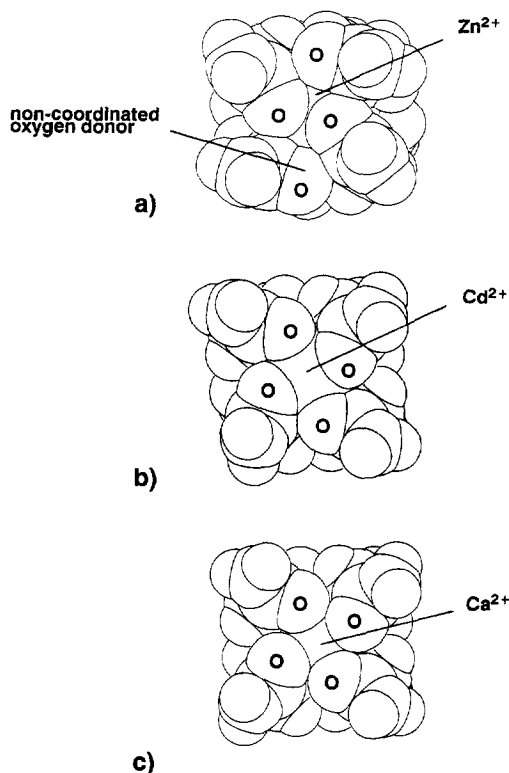 O
Zn²⁺
non-coordinated
oxygen donor
O O
O
a)
O
Cd²⁺
O
O
O
b)
O
Ca²⁺
O
O
O
c)